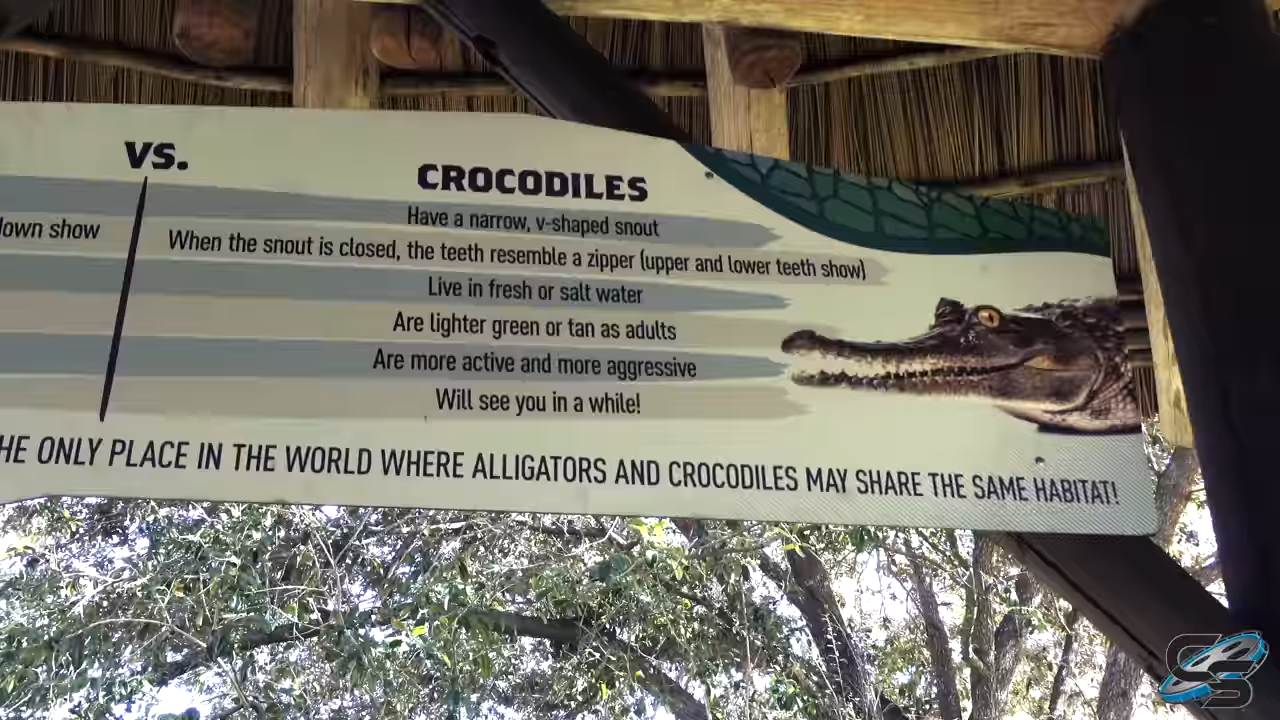 VS.
CROCODILES
Have a narrow, v-shaped snout
down show
When the snout is closed, the teeth resemble a zipper (upper and lower teeth show)
Live in fresh or salt water
Are lighter green or tan as adults
Are more active and more aggressive
Will see you in a while!
ONLY PLACE IN THE WORLD WHERE ALLIGATORS AND CROCODILES MAY SHARE THE SAME HABITAT!